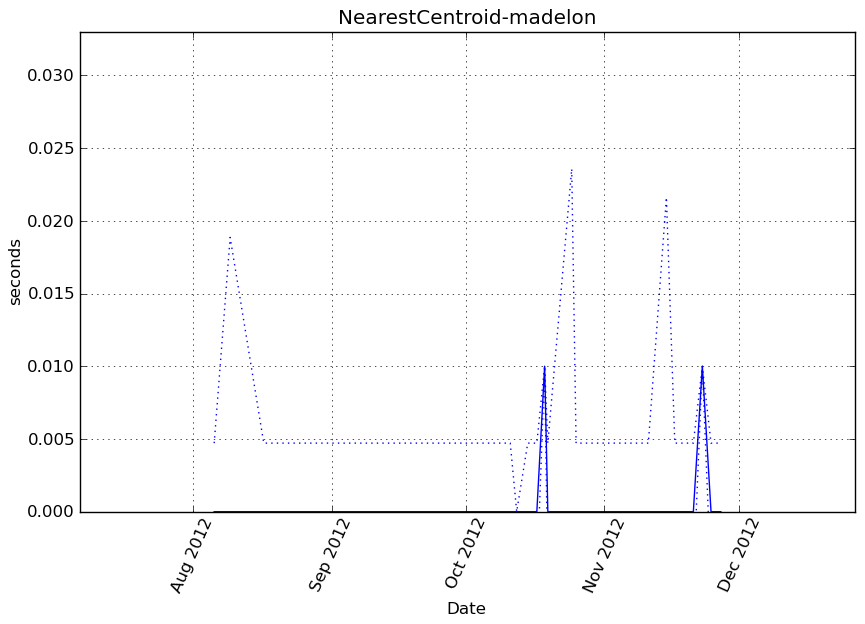 NearestCentroid-madelon
0.030
0.025
0.020
0.015
0.010
0.005
0.000
seconds
Aug 2012
Sep 2012
Oct 2012
Nov 2012
Dec 2012
Date